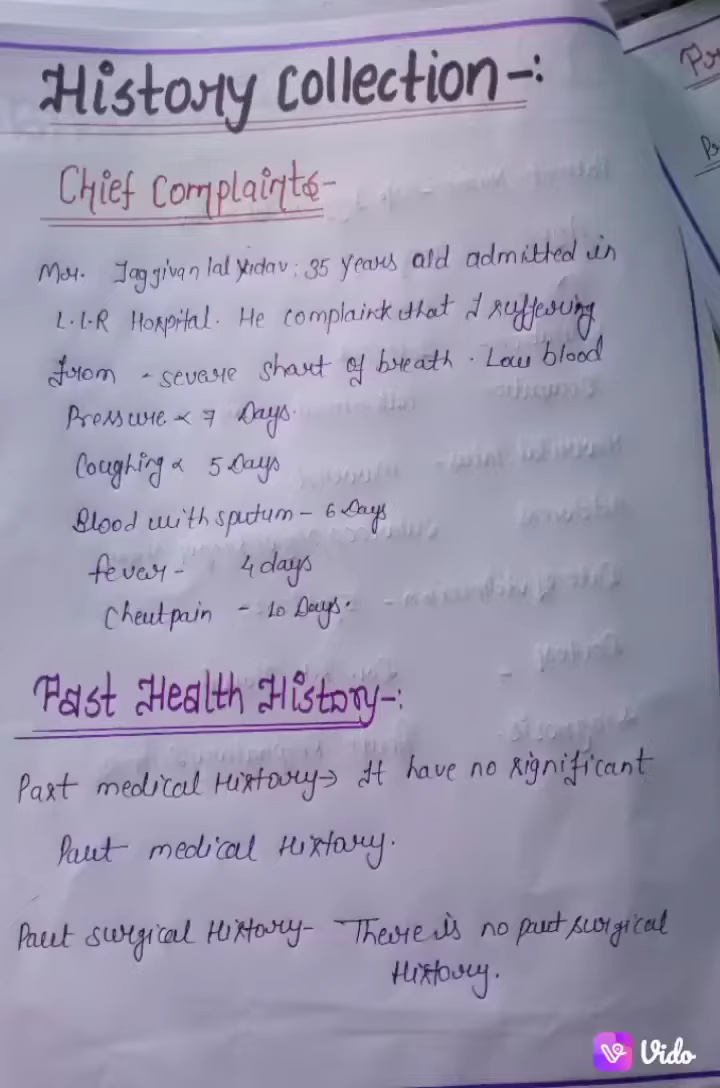 History Collection -:
Chief Complaints-
Mr. Jaggivan lal Yadav: 35 years old admitted in
L.L.R Hospital. He complaink that I suffering
from - severe short of breath. Low blood
Pressure × 7 Days.
Coughing × 5 Days
Blood with sputum - 6 Days
fever - 4 days
Chest pain - 10 Days.
Past Health History-:
Past medical History → It have no significant
Past medical History.
Past surgical History- There is no past surgical
History.
Pr
Pr
Vido